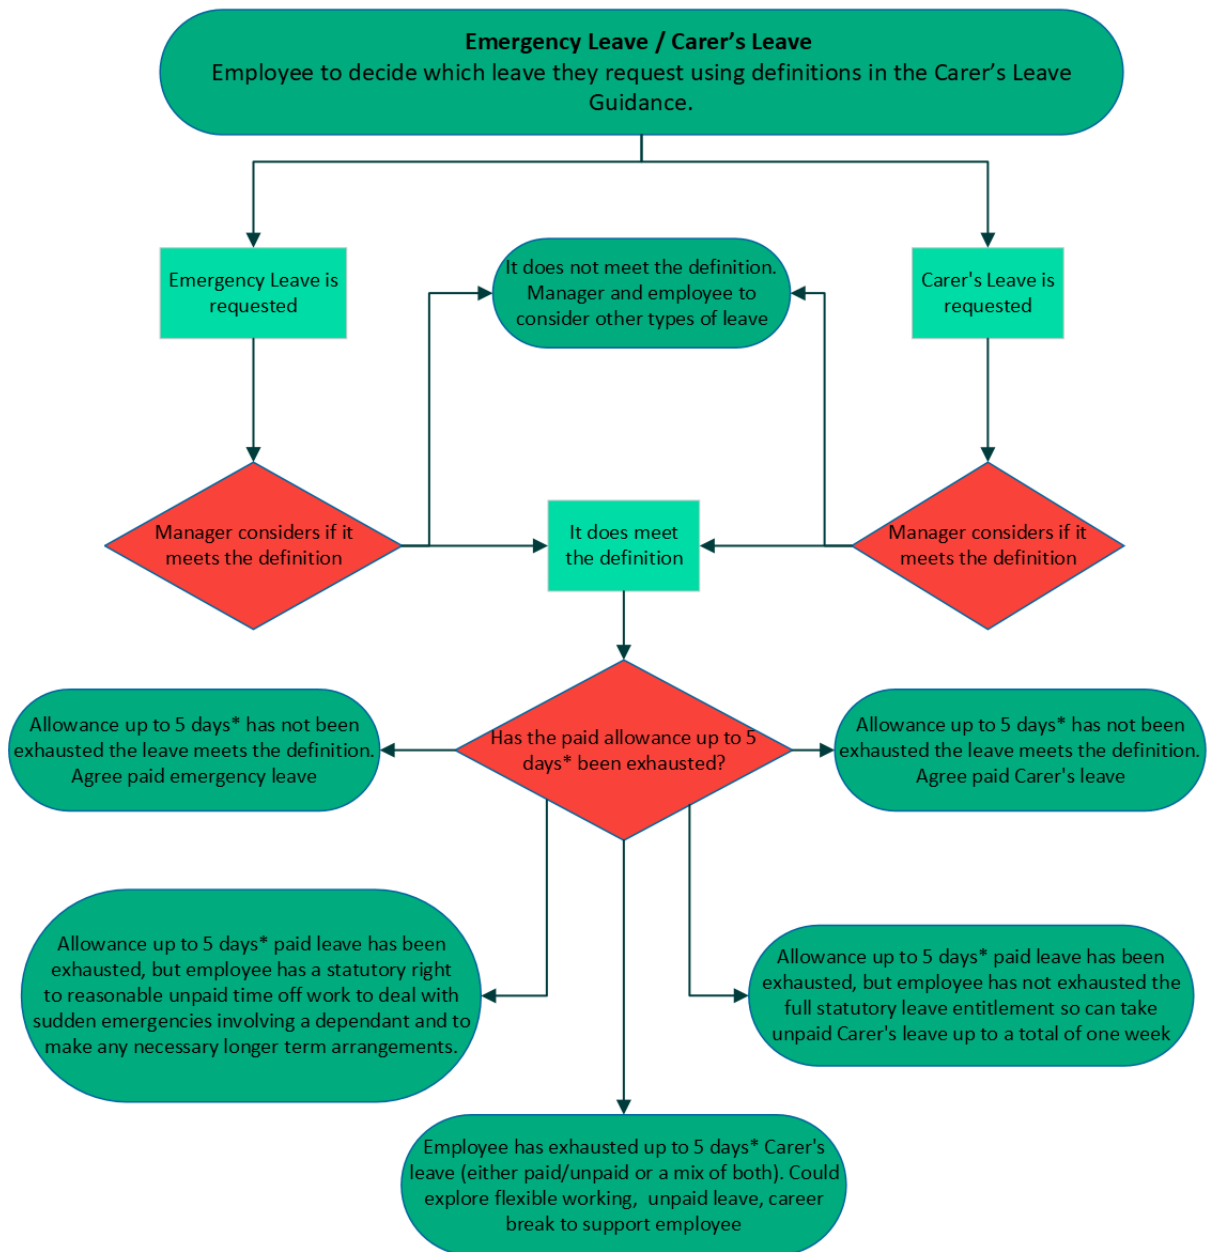 Emergency Leave / Carer’s Leave
Employee to decide which leave they request using definitions in the Carer’s Leave
Guidance.
Emergency Leave is
requested
It does not meet the definition.
Manager and employee to
consider other types of leave
Carer's Leave is
requested
Manager considers if it
meets the definition
It does meet
the definition
Manager considers if it
meets the definition
Allowance up to 5 days* has not been
exhausted the leave meets the definition.
Agree paid emergency leave
Has the paid allowance up to 5
days* been exhausted?
Allowance up to 5 days* has not been
exhausted the leave meets the definition.
Agree paid Carer's leave
Allowance up to 5 days* paid leave has been
exhausted, but employee has a statutory right
to reasonable unpaid time off work to deal with
sudden emergencies involving a dependant and to
make any necessary longer term arrangements.
Allowance up to 5 days* paid leave has been
exhausted, but employee has not exhausted the
full statutory leave entitlement so can take
unpaid Carer's leave up to a total of one week
Employee has exhausted up to 5 days* Carer's
leave (either paid/unpaid or a mix of both). Could
explore flexible working, unpaid leave, career
break to support employee